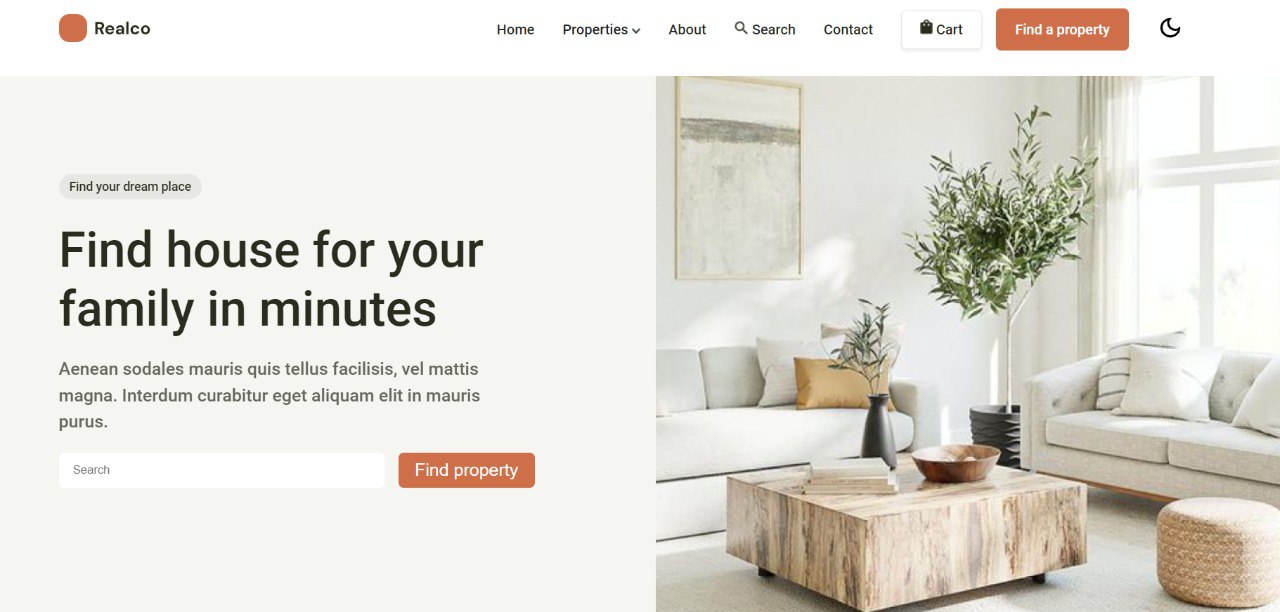 Realco
Home Properties About Search Contact Cart Find a property
Find your dream place
Find house for your
family in minutes
Aenean sodales mauris quis tellus facilisis, vel mattis
magna. Interdum curabitur eget aliquam elit in mauris
purus.
Search Find property